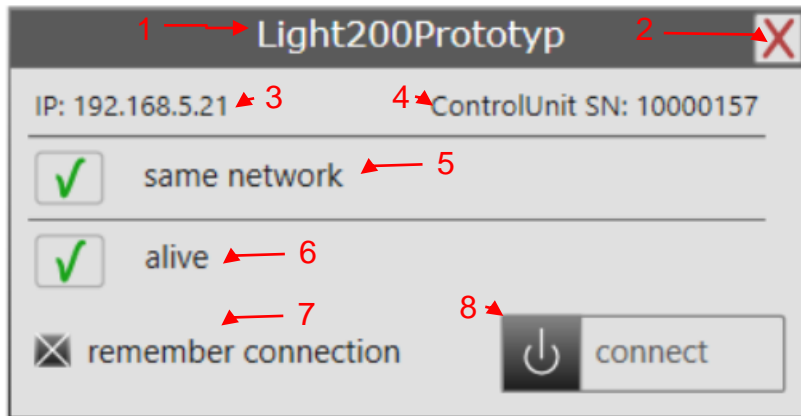 1 Light200Prototyp 2
IP: 192.168.5.21 3 4 ControlUnit SN: 10000157
same network 5
alive 6
7
remember connection
8
connect